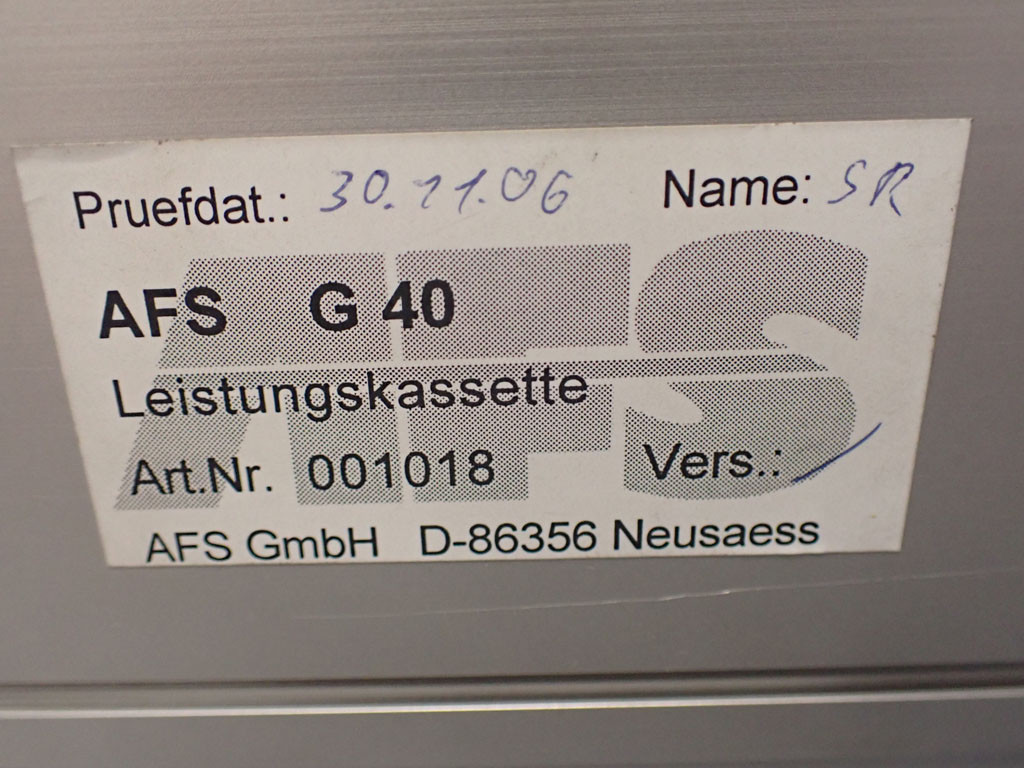 Pruefdat.: 30.11.06 Name: SR
AFS G 40
Leistungskassette
Art.Nr. 001018 Vers.: /
AFS GmbH D-86356 Neusaess